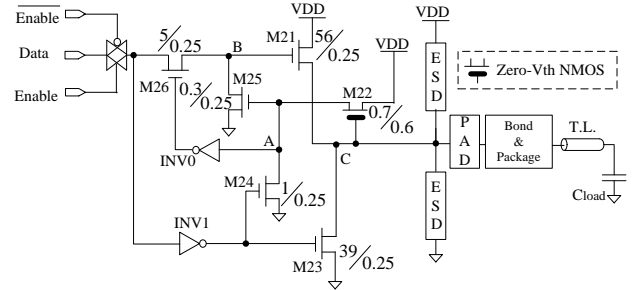 Enable
Data
Enable
5/0.25
M26
0.3/0.25
B
M21
VDD
56/0.25
M25
M22
VDD
0.7/0.6
A
INV0
C
M24
1/0.25
INV1
M23
39/0.25
VDD
ESD
ESD
Zero-Vth NMOS
PAD
Bond
&
Package
T.L.
Cload